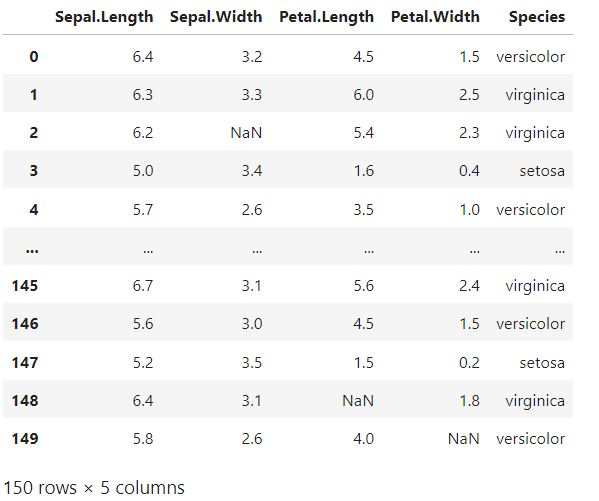 Sepal.Length Sepal.Width Petal.Length Petal.Width Species
0 6.4 3.2 4.5 1.5 versicolor
1 6.3 3.3 6.0 2.5 virginica
2 6.2 NaN 5.4 2.3 virginica
3 5.0 3.4 1.6 0.4 setosa
4 5.7 2.6 3.5 1.0 versicolor
... ... ... ... ... ...
145 6.7 3.1 5.6 2.4 virginica
146 5.6 3.0 4.5 1.5 versicolor
147 5.2 3.5 1.5 0.2 setosa
148 6.4 3.1 NaN 1.8 virginica
149 5.8 2.6 4.0 NaN versicolor
150 rows × 5 columns